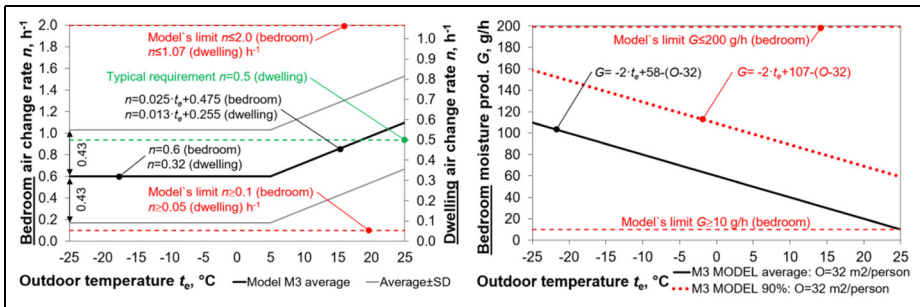 Bedroom air change rate n, h-1
2.0
1.8
1.6
1.4
1.2
1.0
0.8
0.6
0.4
0.2
0.0
Model`s limit n≤2.0 (bedroom)
n≤1.07 (dwelling) h-1
Typical requirement n=0.5 (dwelling)
n=0.025·te+0.475 (bedroom)
n=0.013·te+0.255 (dwelling)
0.43
n=0.6 (bedroom)
n=0.32 (dwelling)
0.43
Model`s limit n≥0.1 (bedroom)
n≥0.05 (dwelling) h-1
1.0
0.9
0.8
0.7
0.6
0.5
0.4
0.3
0.2
0.1
0.0
Dwelling air change rate n, h-1
-25 -20 -15 -10 -5 0 5 10 15 20 25
Outdoor temperature te, °C
Model M3 average
Average±SD
Bedroom moisture prod. G, g/h
200
180
160
140
120
100
80
60
40
20
0
Model`s limit G≤200 g/h (bedroom)
G= -2·te+58-(O-32)
G= -2·te+107-(O-32)
Model`s limit G≥10 g/h (bedroom)
-25 -20 -15 -10 -5 0 5 10 15 20 25
Outdoor temperature te, °C
M3 MODEL average: O=32 m2/person
M3 MODEL 90%: O=32 m2/person